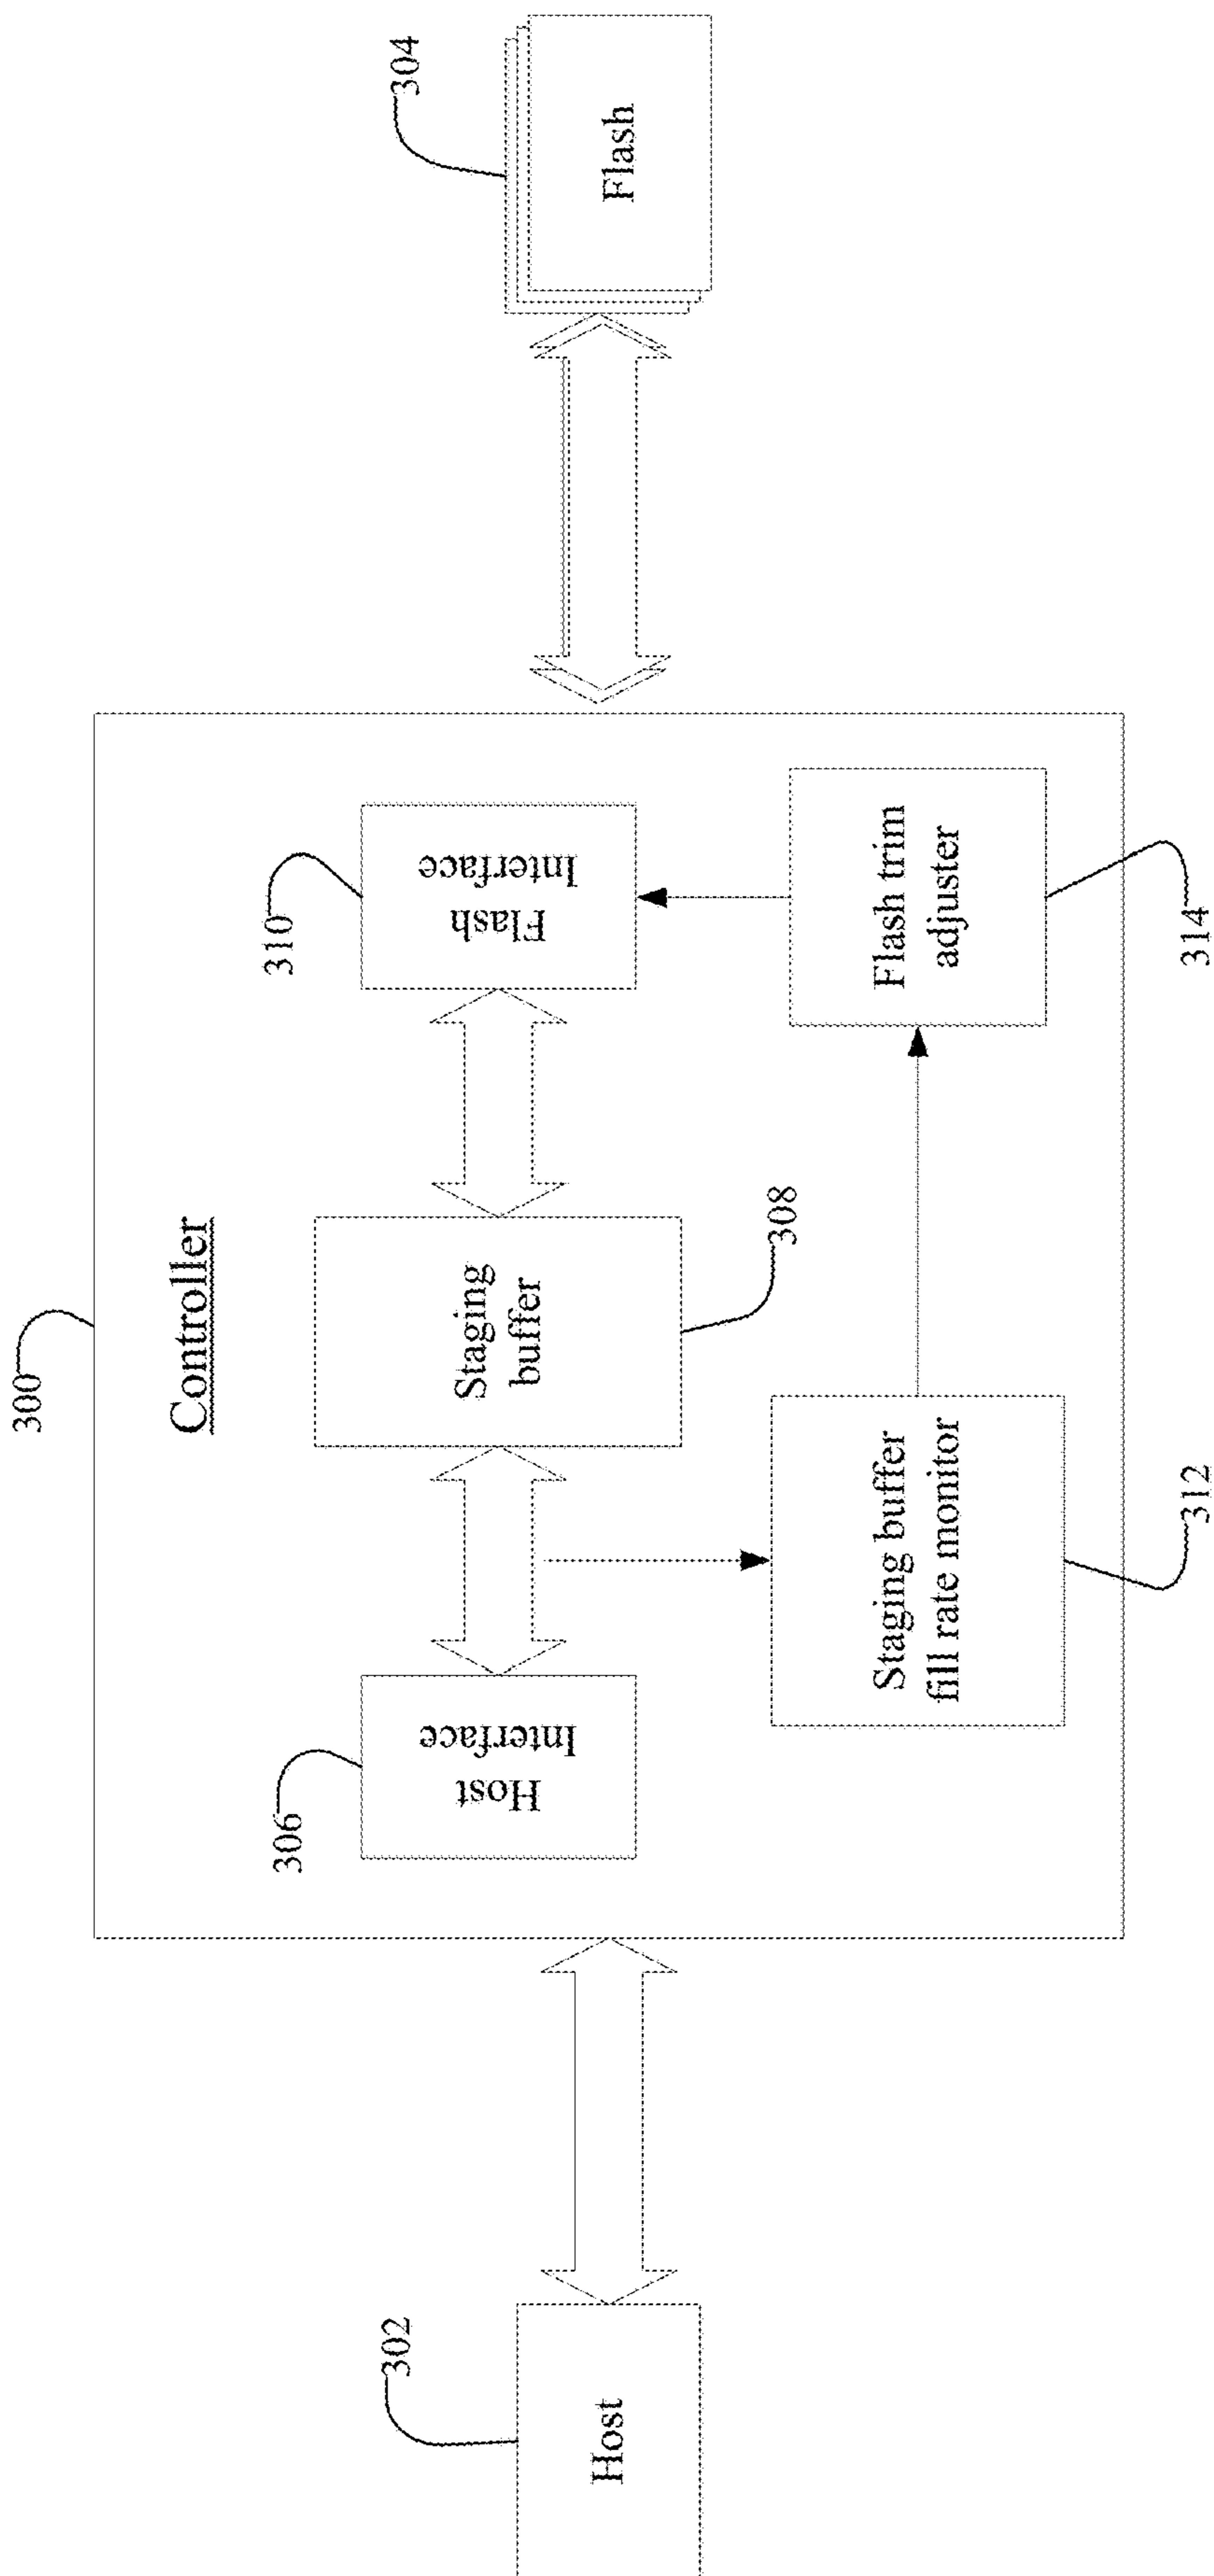 300
Controller
302
Host
306
Host
Interface
Staging
buffer
308
310
Flash
Interface
304
Flash
Staging buffer
fill rate monitor
312
Flash trim
adjuster
314